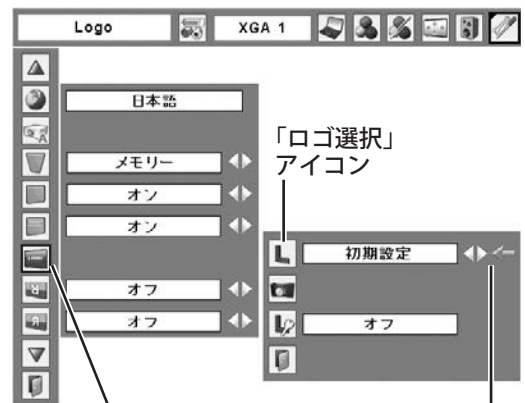 Logo
XGA 1
日本語
「ロゴ選択」
アイコン
メモリー
オン
オン
初期設定
オフ
オフ
オフ